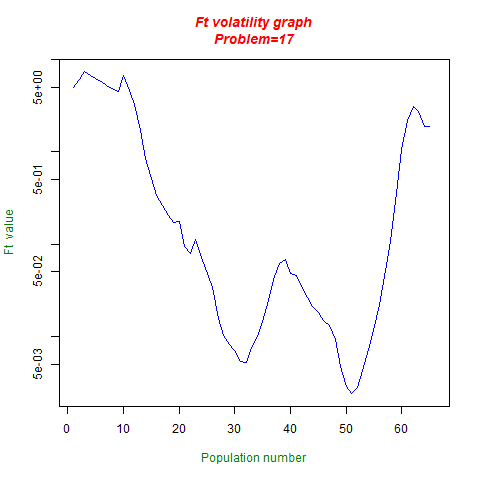 Ft volatility graph
Problem=17
5e+00
5e-01
5e-02
5e-03
Ft value
0 10 20 30 40 50 60
Population number